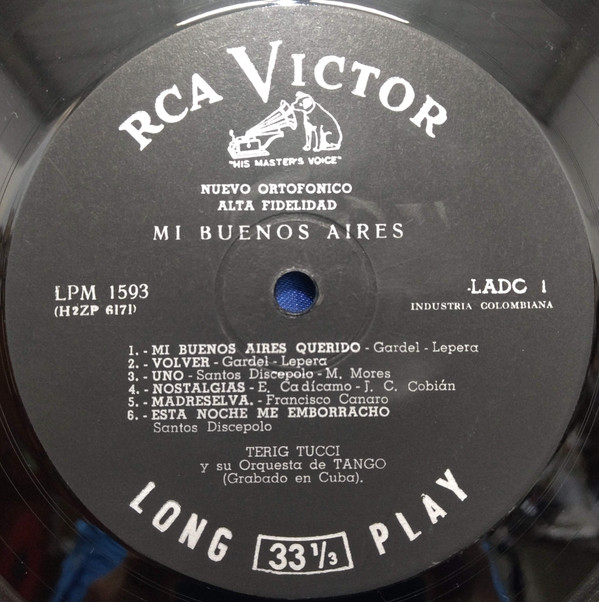 RCA VICTOR
"HIS MASTER'S VOICE"
NUEVO ORTOFONICO
ALTA FIDELIDAD
MI BUENOS AIRES
LPM 1593
(H2ZP 6171)
LADO 1
INDUSTRIA COLOMBIANA
1. - MI BUENOS AIRES QUERIDO - Gardel - Lepera
2. - VOLVER - Gardel - Lepera
3. - UNO - Santos Discepolo - M. Mores
4. - NOSTALGIAS - E. Cadícamo - J. C. Cobián
5. - MADRESELVA. - Francisco Canaro
6. - ESTA NOCHE ME EMBORRACHO
Santos Discepolo
TERIG TUCCI
y su Orquesta de TANGO
(Grabado en Cuba).
LONG 33 1/3 PLAY